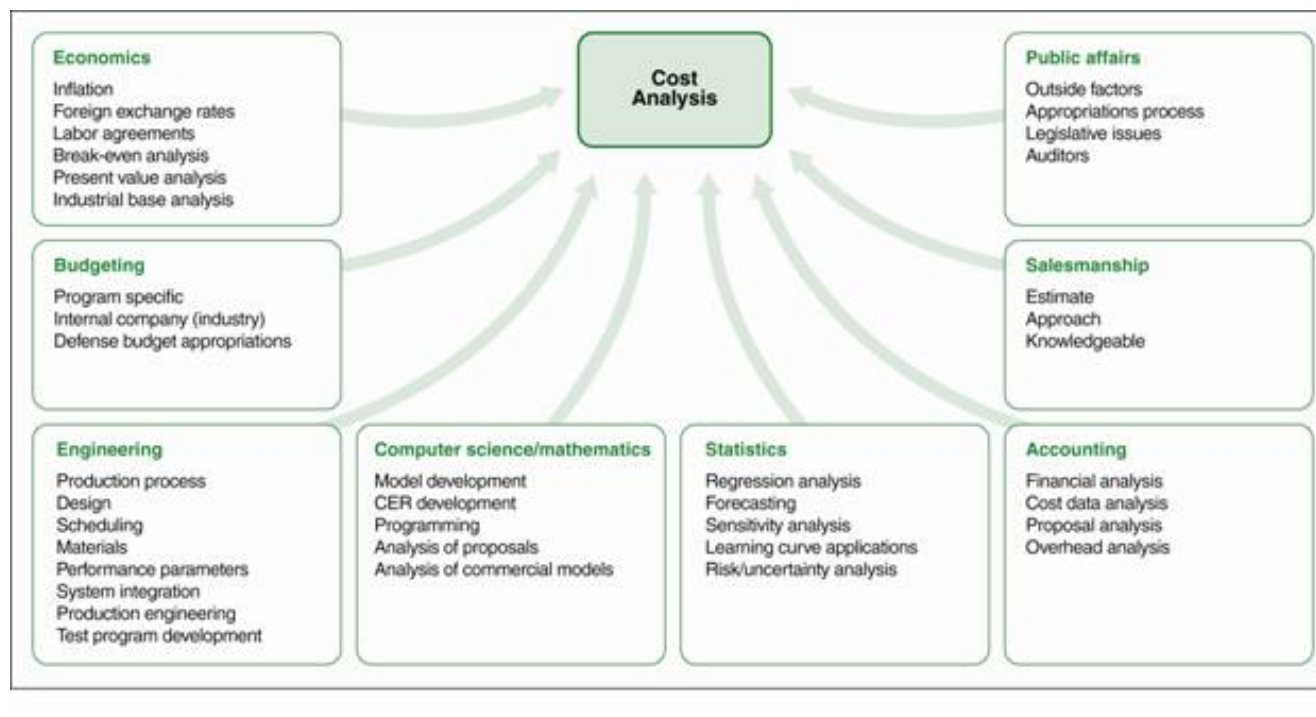 Cost
Analysis
Economics
Inflation
Foreign exchange rates
Labor agreements
Break-even analysis
Present value analysis
Industrial base analysis
Public affairs
Outside factors
Appropriations process
Legislative issues
Auditors
Budgeting
Program specific
Internal company (industry)
Defense budget appropriations
Salesmanship
Estimate
Approach
Knowledgeable
Engineering
Production process
Design
Scheduling
Materials
Performance parameters
System integration
Production engineering
Test program development
Computer science/mathematics
Model development
CER development
Programming
Analysis of proposals
Analysis of commercial models
Statistics
Regression analysis
Forecasting
Sensitivity analysis
Learning curve applications
Risk/uncertainty analysis
Accounting
Financial analysis
Cost data analysis
Proposal analysis
Overhead analysis